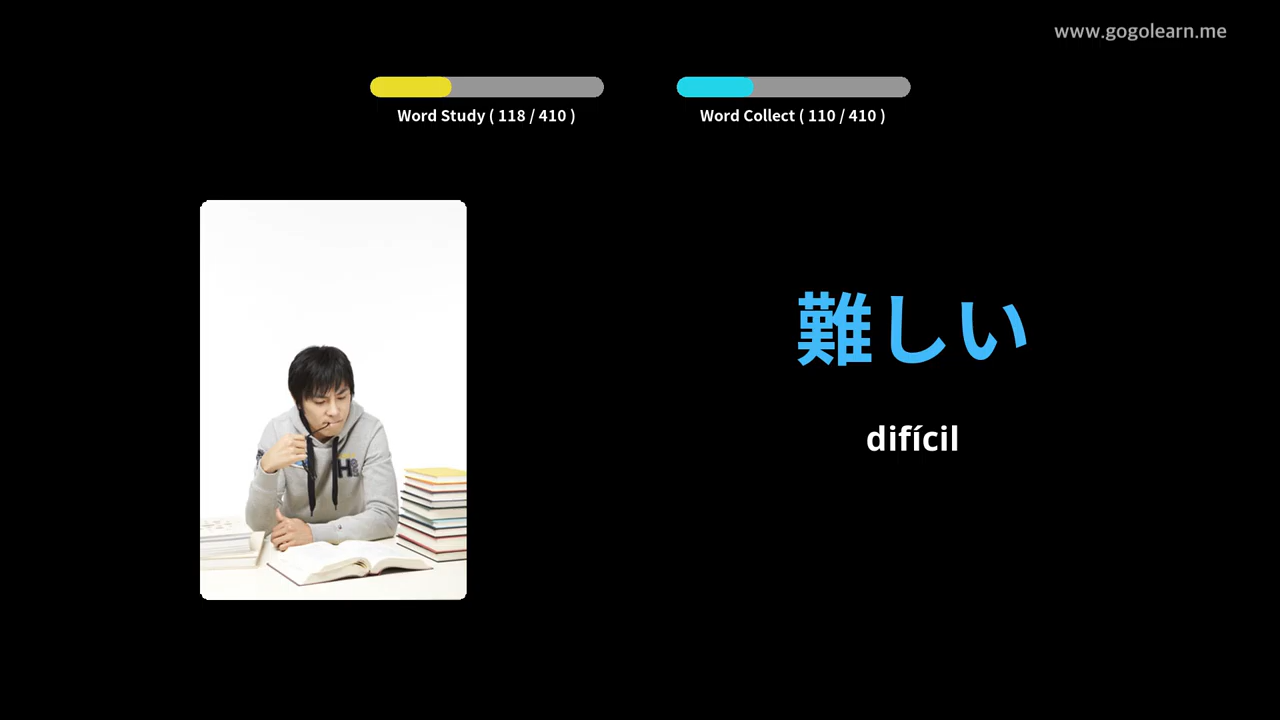 www.gogolearn.me
Word Study ( 118 / 410 )
Word Collect ( 110 / 410 )
難しい
difícil
H